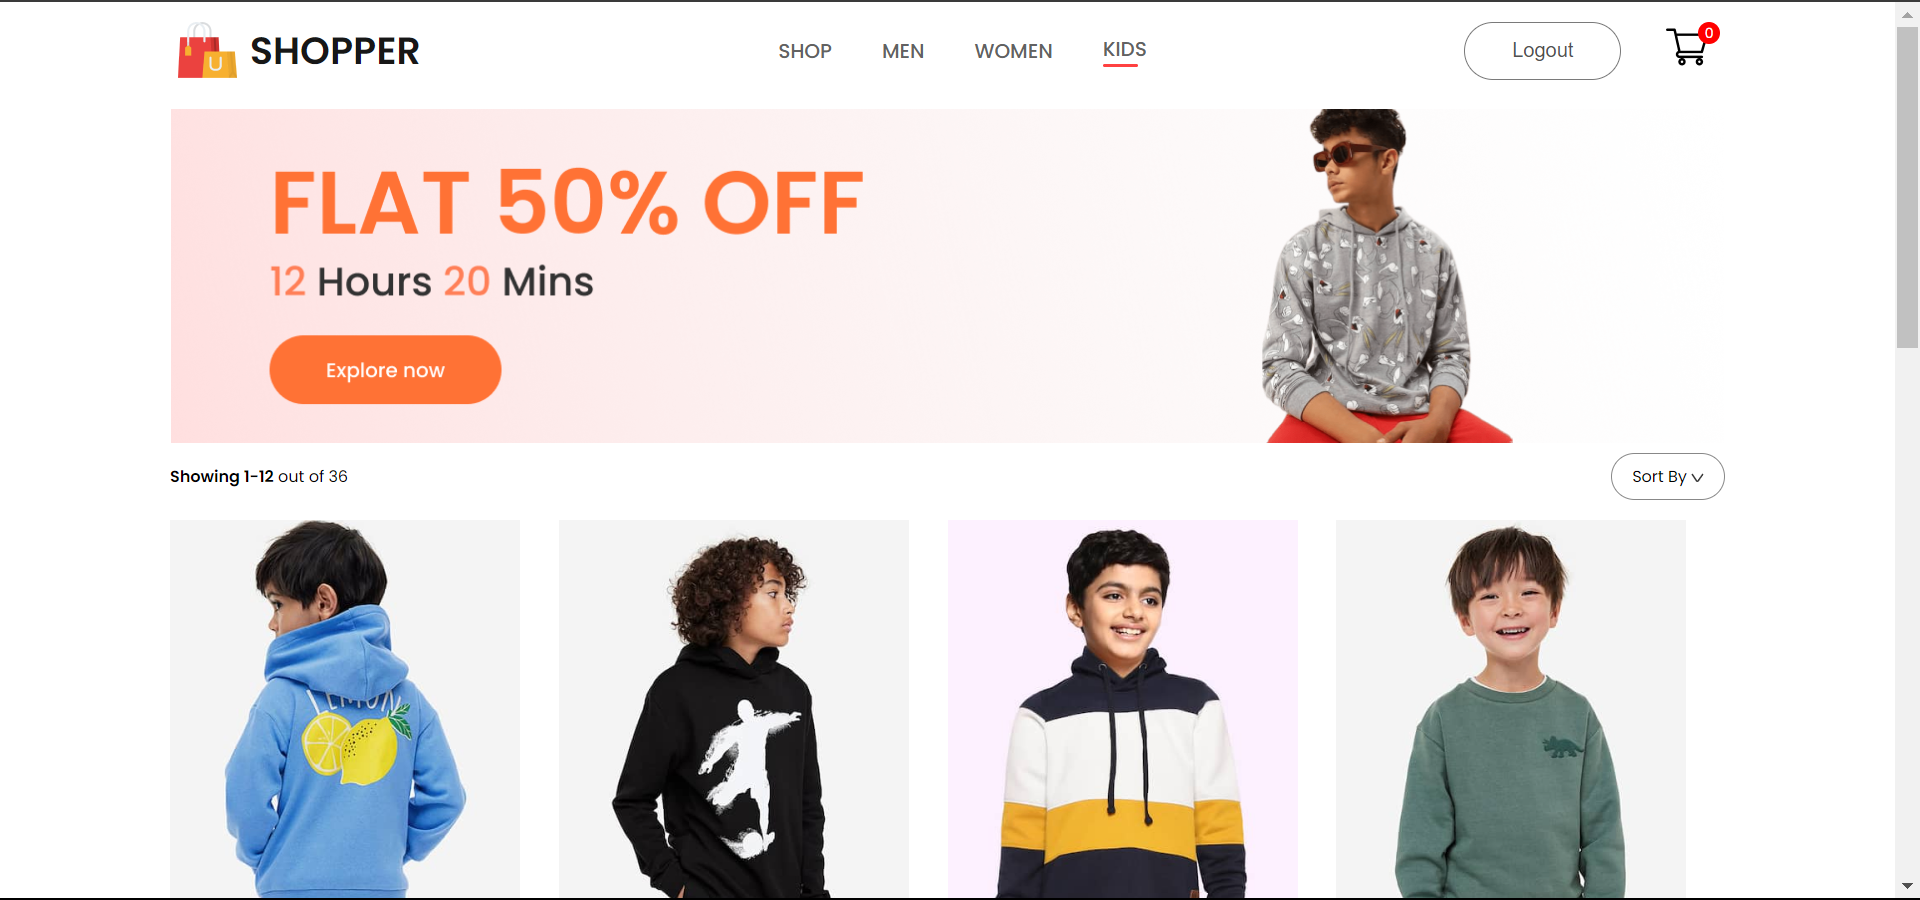 U
SHOPPER
SHOP
MEN
WOMEN
KIDS
Logout
0
FLAT 50% OFF
12 Hours 20 Mins
Explore now
Showing 1-12 out of 36
Sort By
LEMON